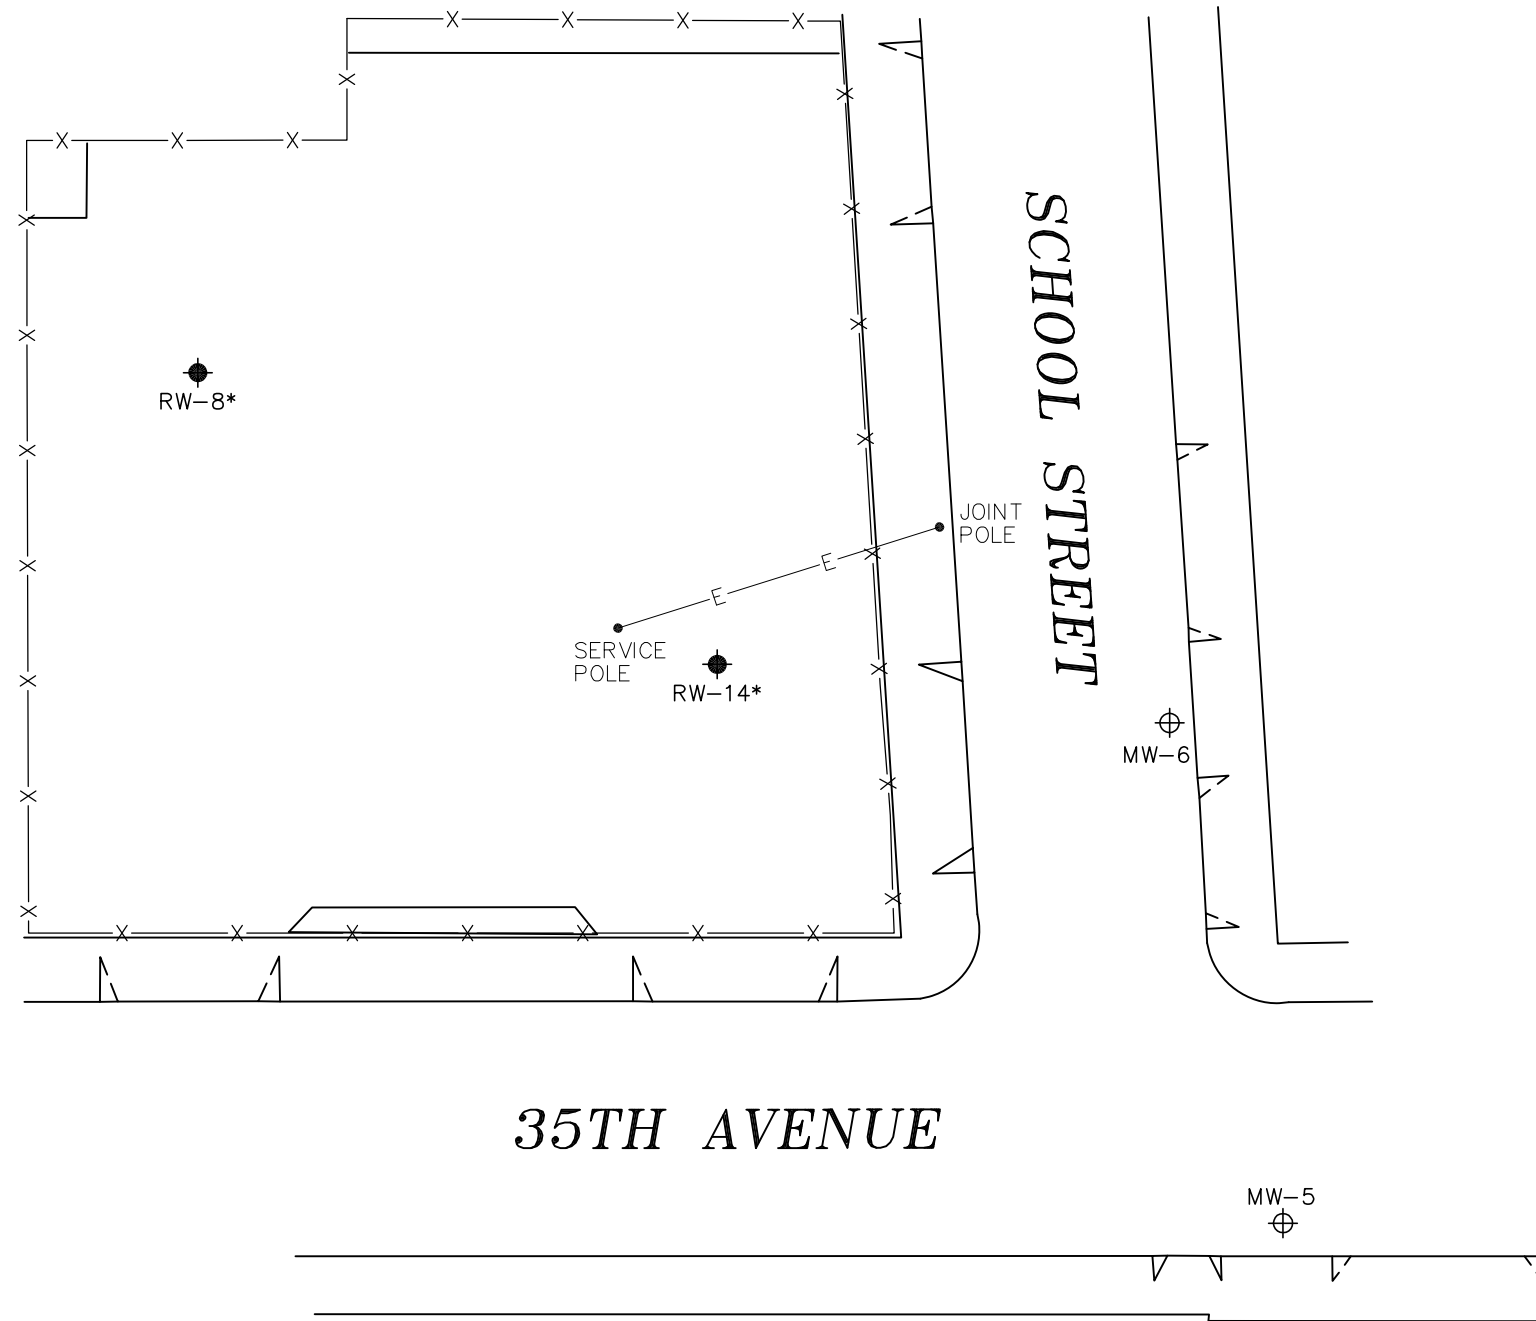 SCHOOL STREET
RW-8*
JOINT
POLE
E
E
SERVICE
POLE
RW-14*
MW-6
35TH AVENUE
MW-5